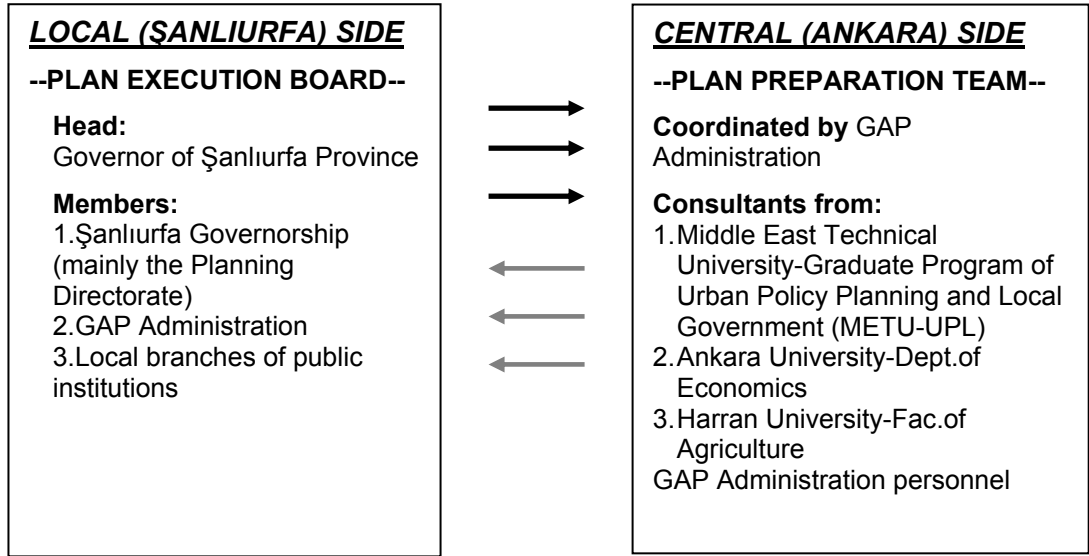 LOCAL (ŞANLIURFA) SIDE
--PLAN EXECUTION BOARD--
Head:
Governor of Şanlıurfa Province
Members:
1.Şanlıurfa Governorship
(mainly the Planning
Directorate)
2.GAP Administration
3.Local branches of public
institutions
CENTRAL (ANKARA) SIDE
--PLAN PREPARATION TEAM--
Coordinated by GAP
Administration
Consultants from:
1.Middle East Technical
University-Graduate Program of
Urban Policy Planning and Local
Government (METU-UPL)
2.Ankara University-Dept.of
Economics
3.Harran University-Fac.of
Agriculture
GAP Administration personnel